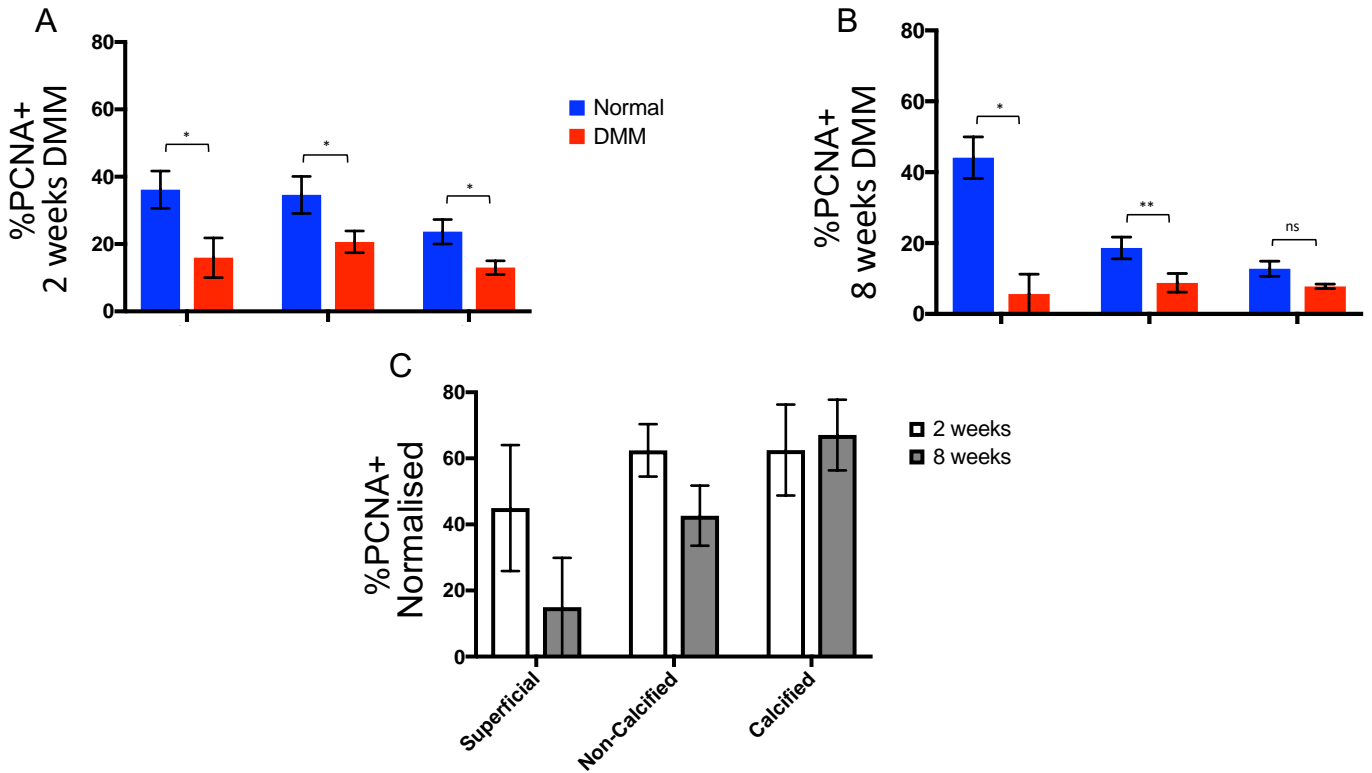 A
%PCNA+
2 weeks DMM
80
60
40
20
0
*
*
*
Normal
DMM
B
%PCNA+
8 weeks DMM
80
60
40
20
0
*
**
ns
C
%PCNA+
Normalised
80
60
40
20
0
Superficial
Non-Calcified
Calcified
2 weeks
8 weeks